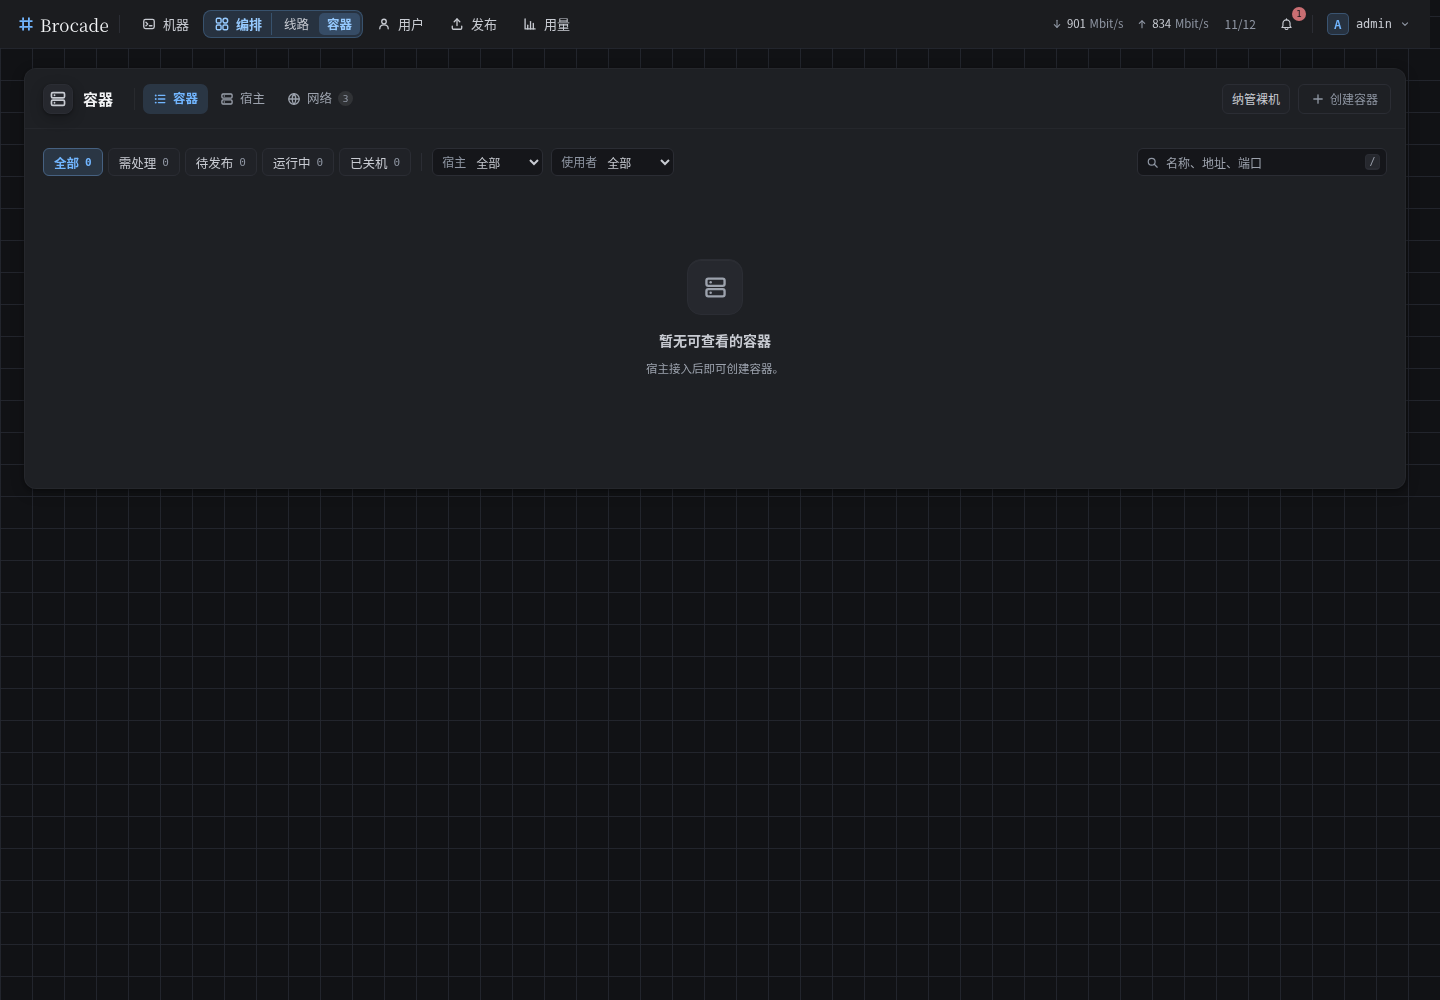 Brocade 机器 编排 线路 容器 用户 发布 用量 901 Mbit/s 834 Mbit/s 11/12 1 A admin
容器 容器 宿主 网络 3 纳管裸机 创建容器
全部 0 需处理 0 待发布 0 运行中 0 已关机 0 宿主 全部 使用者 全部 名称、地址、端口 /
暂无可查看的容器
宿主接入后即可创建容器。